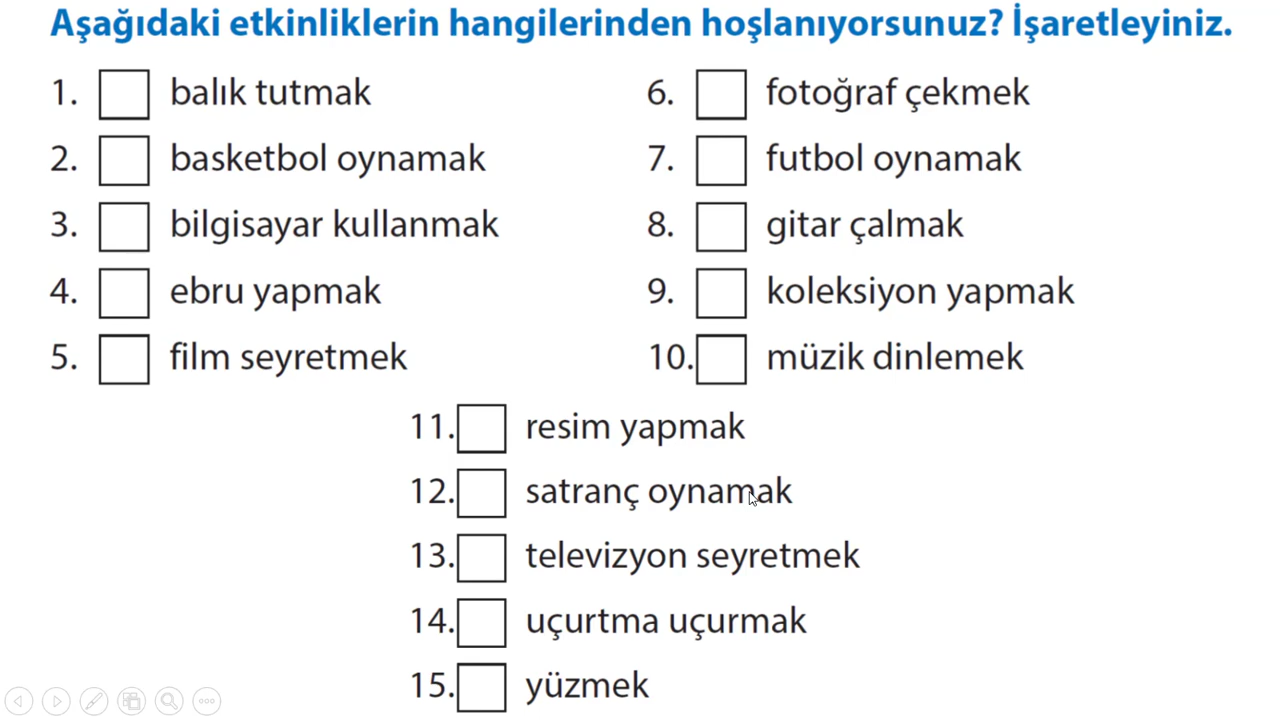 Aşağıdaki etkinliklerin hangilerinden hoşlanıyorsunuz? İşaretleyiniz.
1. balık tutmak
2. basketbol oynamak
3. bilgisayar kullanmak
4. ebru yapmak
5. film seyretmek
6. fotoğraf çekmek
7. futbol oynamak
8. gitar çalmak
9. koleksiyon yapmak
10. müzik dinlemek
11. resim yapmak
12. satranç oynamak
13. televizyon seyretmek
14. uçurtma uçurmak
15. yüzmek